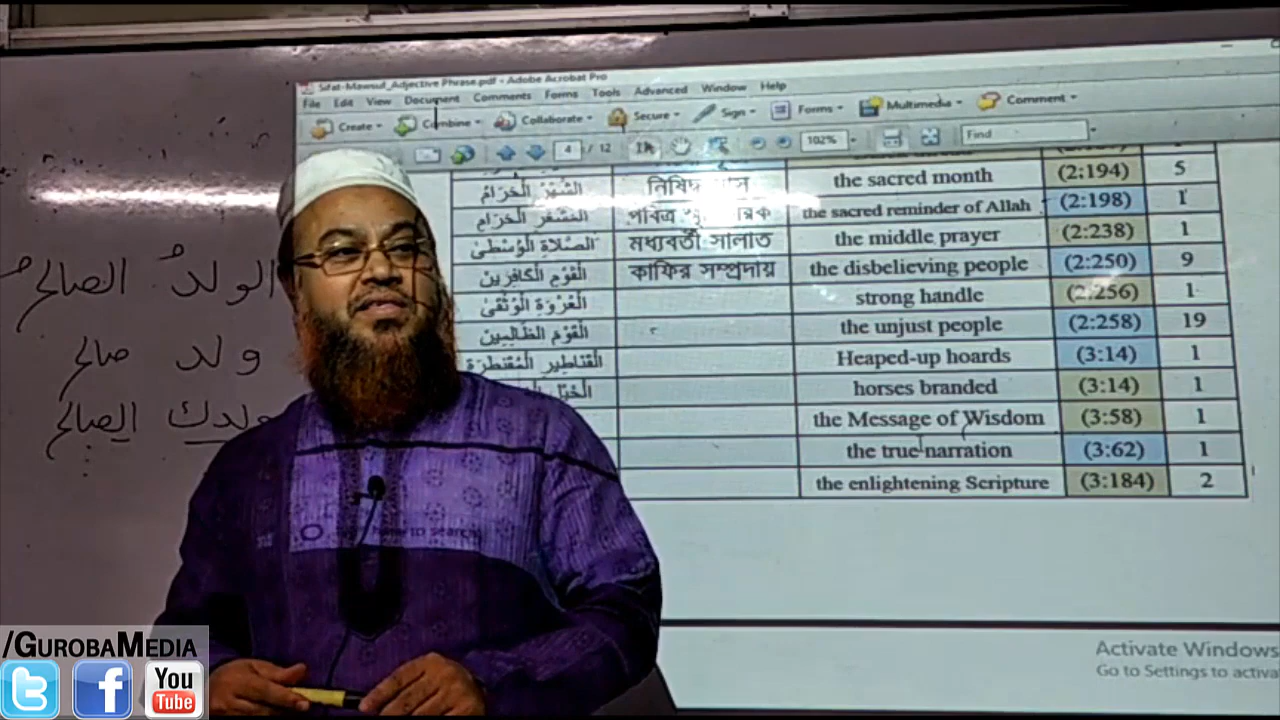 Sifat-Mawsuf_Adjective Phrase.pdf - Adobe Acrobat Pro
File Edit View Document Comments Forms Tools Advanced Window Help
Create Combine Collaborate Secure Sign Forms Multimedia Comment
4 / 12 102% Find
الشَّهْرُ الْحَرَامُ the sacred month (2:194) 5
الْمَشْعَرِ الْحَرَامِ পবিত্র the sacred reminder of Allah (2:198) 1
الصَّلَاةِ الْوُسْطَىٰ মধ্যবর্তী সালাত the middle prayer (2:238) 1
الْقَوْمِ الْكَافِرِينَ কাফির সম্প্রদায় the disbelieving people (2:250) 9
الْعُرْوَةِ الْوُثْقَىٰ strong handle (2:256) 1
الْقَوْمَ الظَّالِمِينَ the unjust people (2:258) 19
الْقَنَاطِيرِ الْمُقَنطَرَةِ Heaped-up hoards (3:14) 1
الْخَيْلِ horses branded (3:14) 1
the Message of Wisdom (3:58) 1
the true narration (3:62) 1
the enlightening Scripture (3:184) 2
الولدُ الصالحُ
ولد صالح
ولدك الصالح
to search
Activate Windows
Go to Settings to activa
/GUROBAMEDIA
You
Tube